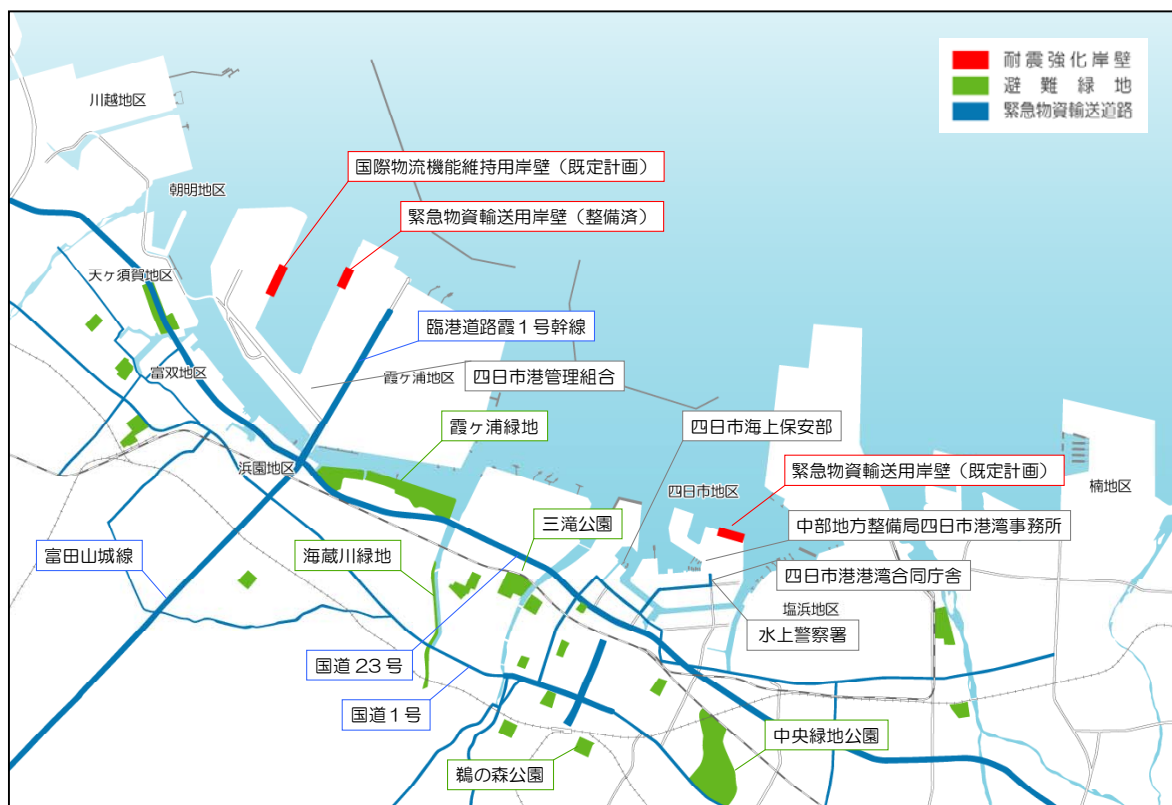 耐震強化岸壁
避難緑地
緊急物資輸送道路
川越地区
国際物流機能維持用岸壁（既定計画）
朝明地区
緊急物資輸送用岸壁（整備済）
天ヶ須賀地区
臨港道路霞１号幹線
富双地区
霞ヶ浦地区
四日市港管理組合
霞ヶ浦緑地
四日市海上保安部
浜園地区
緊急物資輸送用岸壁（既定計画）
四日市地区
楠地区
三滝公園
中部地方整備局四日市港湾事務所
富田山城線
海蔵川緑地
四日市港港湾合同庁舎
塩浜地区
水上警察署
国道23号
国道１号
中央緑地公園
鵜の森公園